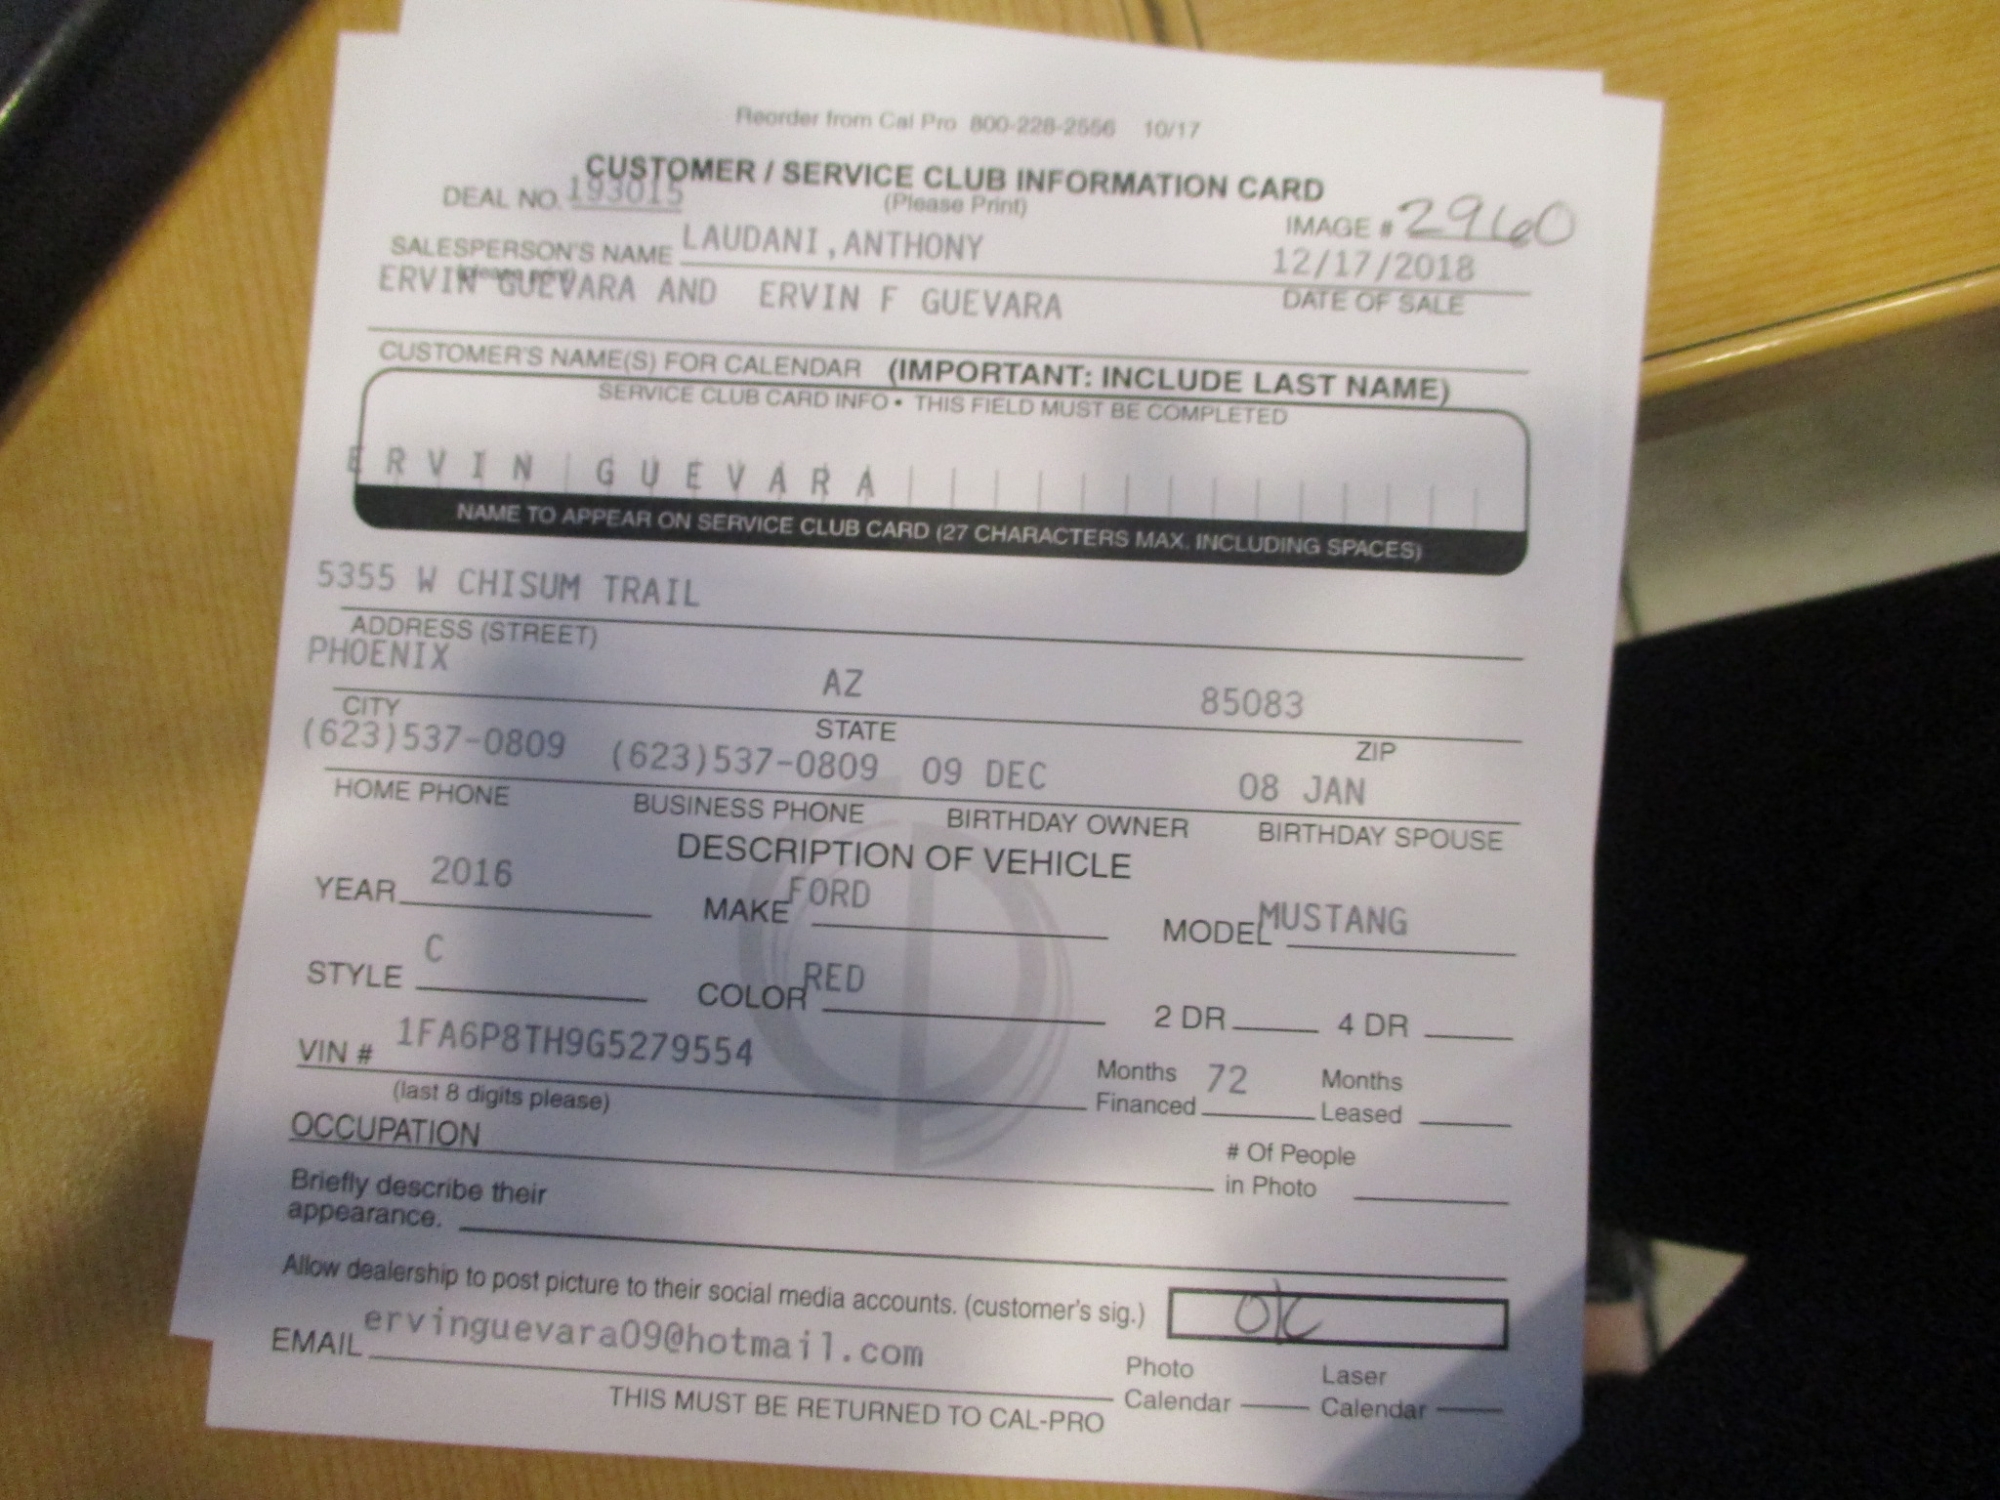 Reorder from Cal Pro 800-228-2556 10/17
CUSTOMER / SERVICE CLUB INFORMATION CARD
DEAL NO. 193015 (Please Print) IMAGE # 2960
SALESPERSON'S NAME LAUDANI,ANTHONY 12/17/2018
(please print) DATE OF SALE
ERVIN GUEVARA AND ERVIN F GUEVARA
CUSTOMER'S NAME(S) FOR CALENDAR (IMPORTANT: INCLUDE LAST NAME)
SERVICE CLUB CARD INFO • THIS FIELD MUST BE COMPLETED
ERVIN GUEVARA
NAME TO APPEAR ON SERVICE CLUB CARD (27 CHARACTERS MAX. INCLUDING SPACES)
5355 W CHISUM TRAIL
ADDRESS (STREET)
PHOENIX AZ 85083
CITY STATE ZIP
(623)537-0809 (623)537-0809 09 DEC 08 JAN
HOME PHONE BUSINESS PHONE BIRTHDAY OWNER BIRTHDAY SPOUSE
DESCRIPTION OF VEHICLE
YEAR 2016 MAKE FORD MODEL MUSTANG
STYLE C COLOR RED 2 DR 4 DR
VIN # 1FA6P8TH9G5279554 Months Financed 72 Months Leased
(last 8 digits please)
OCCUPATION # Of People in Photo
Briefly describe their
appearance.
Allow dealership to post picture to their social media accounts. (customer's sig.) OK
EMAIL ervinguevara09@hotmail.com Photo Calendar Laser Calendar
THIS MUST BE RETURNED TO CAL-PRO